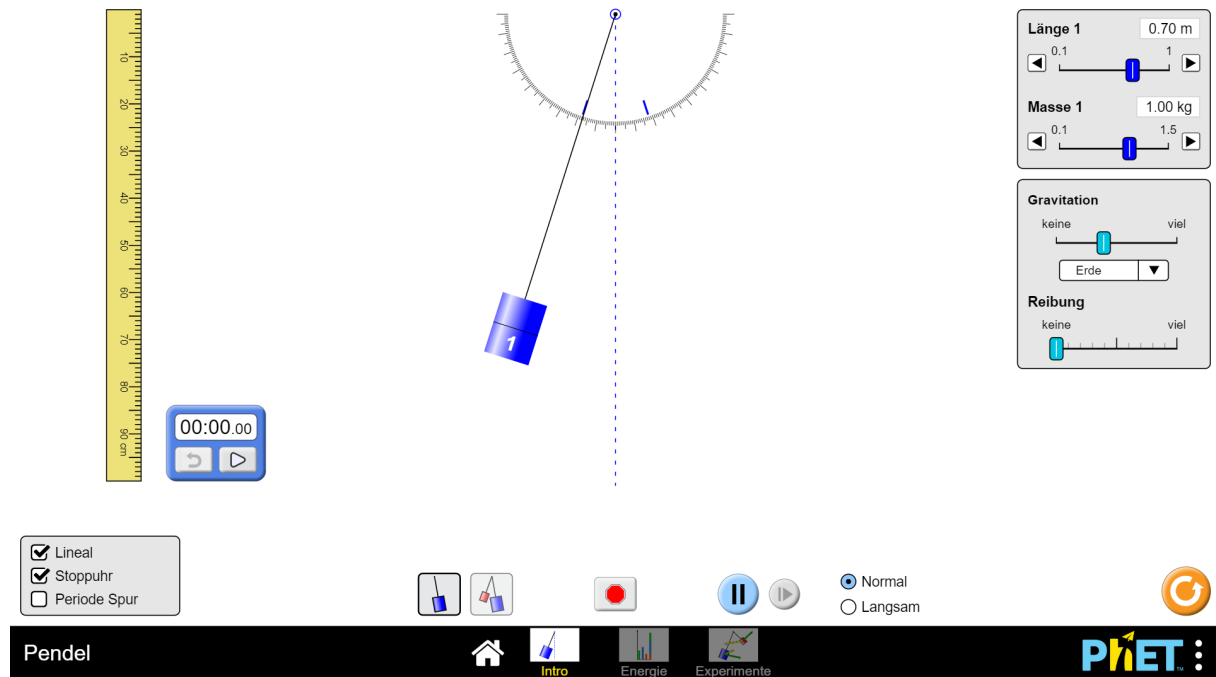 10
20
30
40
50
60
70
80
90 cm
00:00.00
1
Länge 1 0.70 m
0.1 1
Masse 1 1.00 kg
0.1 1.5
Gravitation
keine viel
Erde
Reibung
keine viel
Lineal
Stoppuhr
Periode Spur
Normal
Langsam
Pendel
Intro
Energie
Experimente
PhET